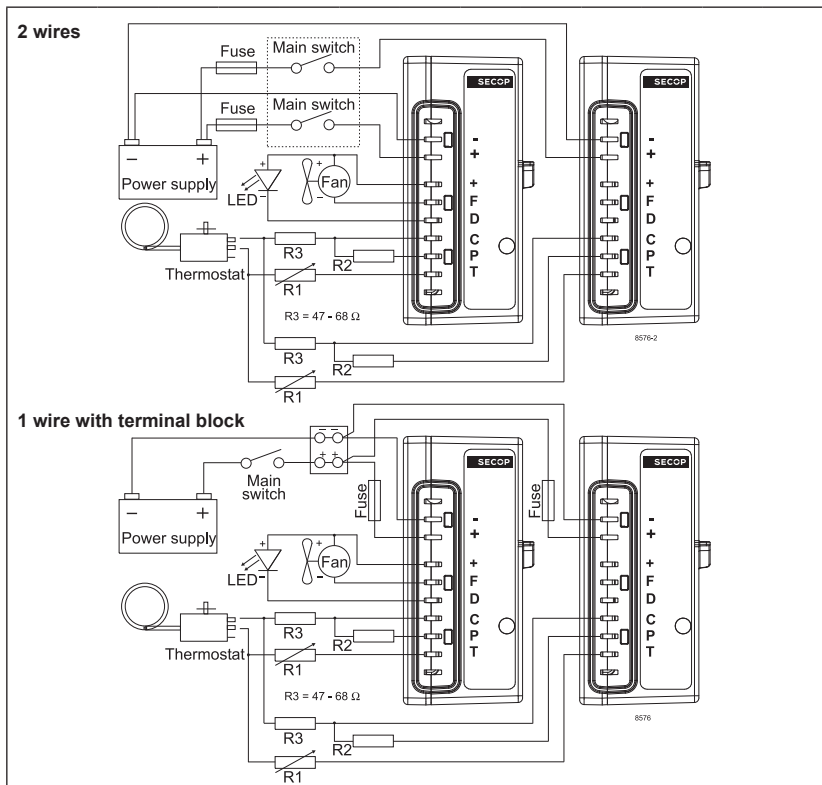 2 wires
Fuse
Main switch
Fuse
Main switch
SECOP
SECOP
- +
Power supply
+
-
LED
+
-
Fan
Thermostat
R3
R2
R1
R3 = 47 - 68 Ω
R3
R2
R1
-
+
+
F
D
C
P
T
-
+
+
F
D
C
P
T
8576-2
1 wire with terminal block
- -
+ +
Main
switch
Fuse
Fuse
SECOP
SECOP
- +
Power supply
+
-
LED
+
-
Fan
Thermostat
R3
R2
R1
R3 = 47 - 68 Ω
R3
R2
R1
-
+
+
F
D
C
P
T
-
+
+
F
D
C
P
T
8576